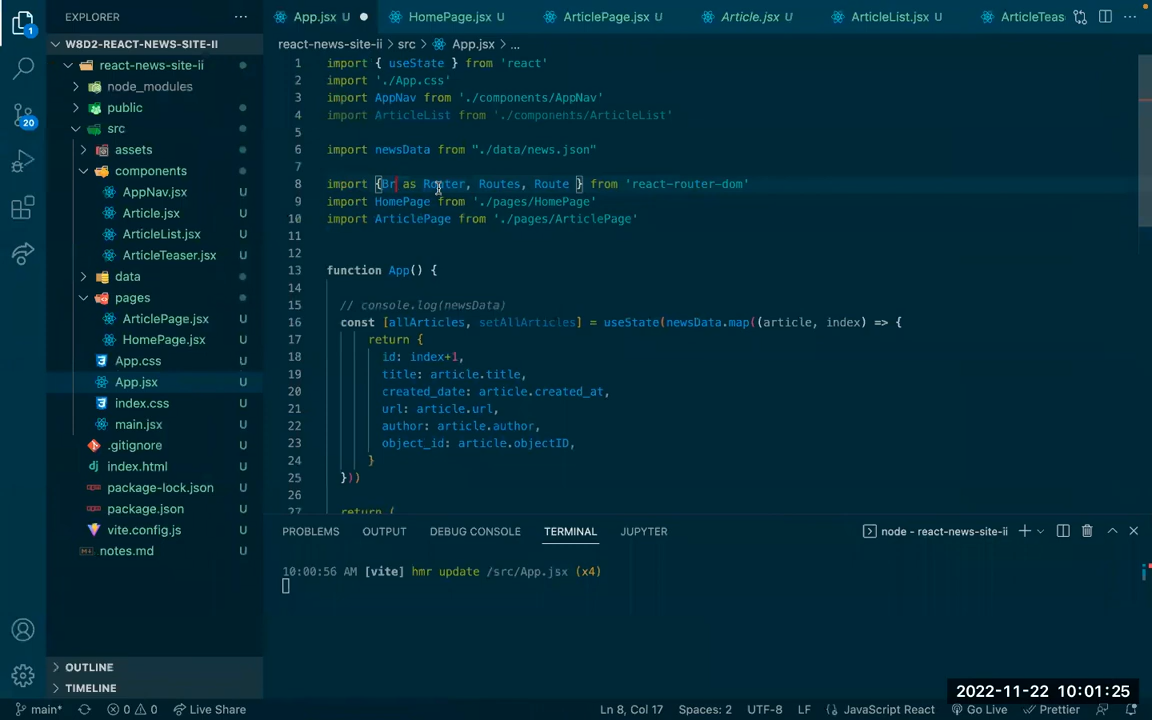 EXPLORER
App.jsx U
HomePage.jsx U
ArticlePage.jsx U
Article.jsx U
ArticleList.jsx U
ArticleTeas
W8D2-REACT-NEWS-SITE-II
react-news-site-ii > src > App.jsx > ...
react-news-site-ii
node_modules
public
src
assets
components
AppNav.jsx U
Article.jsx U
ArticleList.jsx U
ArticleTeaser.jsx U
data
pages
ArticlePage.jsx U
HomePage.jsx U
App.css U
App.jsx U
index.css U
main.jsx U
.gitignore U
index.html U
package-lock.json U
package.json U
vite.config.js U
notes.md U
OUTLINE
TIMELINE
1
20
1 import { useState } from 'react'
2 import './App.css'
3 import AppNav from './components/AppNav'
4 import ArticleList from './components/ArticleList'
5
6 import newsData from "./data/news.json"
7
8 import {Br as Router, Routes, Route } from 'react-router-dom'
9 import HomePage from './pages/HomePage'
10 import ArticlePage from './pages/ArticlePage'
11
12
13 function App() {
14
15 // console.log(newsData)
16 const [allArticles, setAllArticles] = useState(newsData.map((article, index) => {
17 return {
18 id: index+1,
19 title: article.title,
20 created_date: article.created_at,
21 url: article.url,
22 author: article.author,
23 object_id: article.objectID,
24 }
25 }))
26
27 return (
PROBLEMS OUTPUT DEBUG CONSOLE TERMINAL JUPYTER
node - react-news-site-ii
10:00:56 AM [vite] hmr update /src/App.jsx (x4)
2022-11-22 10:01:25
main* 0 0 Live Share
Ln 8, Col 17 Spaces: 2 UTF-8 LF JavaScript React Go Live Prettier